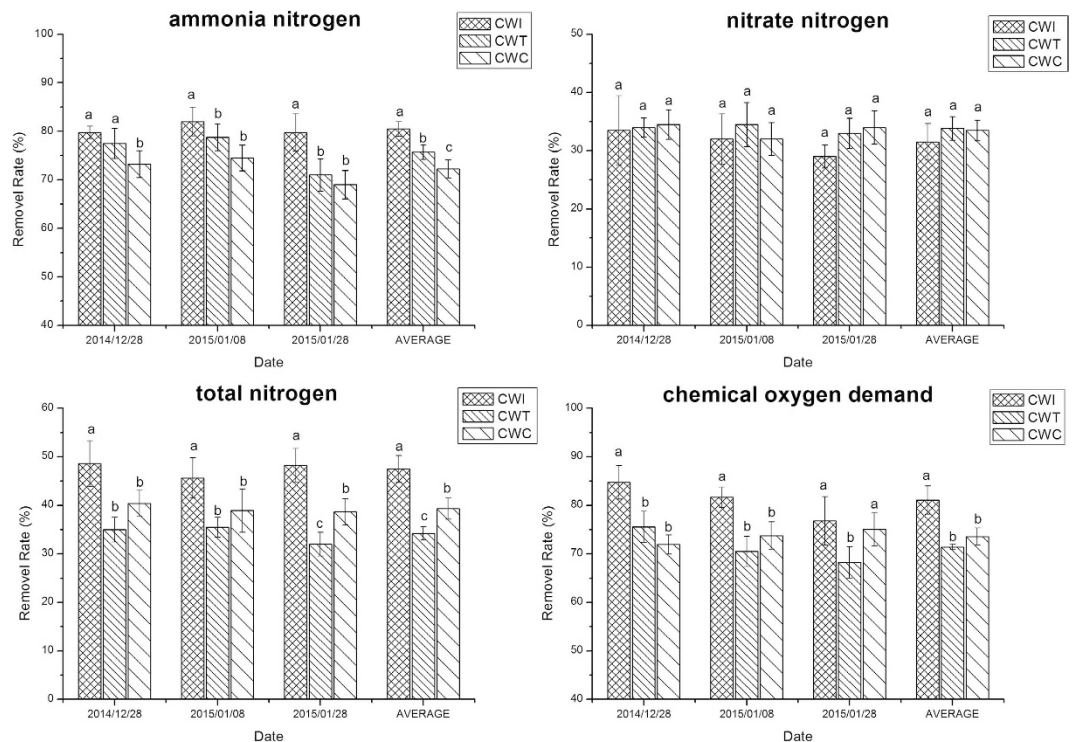 ammonia nitrogen
CWI
CWT
CWC
100
90
80
70
60
50
40
Removel Rate (%)
a a b
a b b
a b b
a b c
2014/12/28 2015/01/08 2015/01/28 AVERAGE
Date
nitrate nitrogen
CWI
CWT
CWC
50
40
30
20
10
0
Removel Rate (%)
a a a
a a a
a a a
a a a
2014/12/28 2015/01/08 2015/01/28 AVERAGE
Date
total nitrogen
CWI
CWT
CWC
60
50
40
30
20
10
0
Removel Rate (%)
a b b
a b b
a c b
a c b
2014/12/28 2015/01/08 2015/01/28 AVERAGE
Date
chemical oxygen demand
CWI
CWT
CWC
100
90
80
70
60
50
40
Removel Rate (%)
a b b
a b b
a b a
a b b
2014/12/28 2015/01/08 2015/01/28 AVERAGE
Date